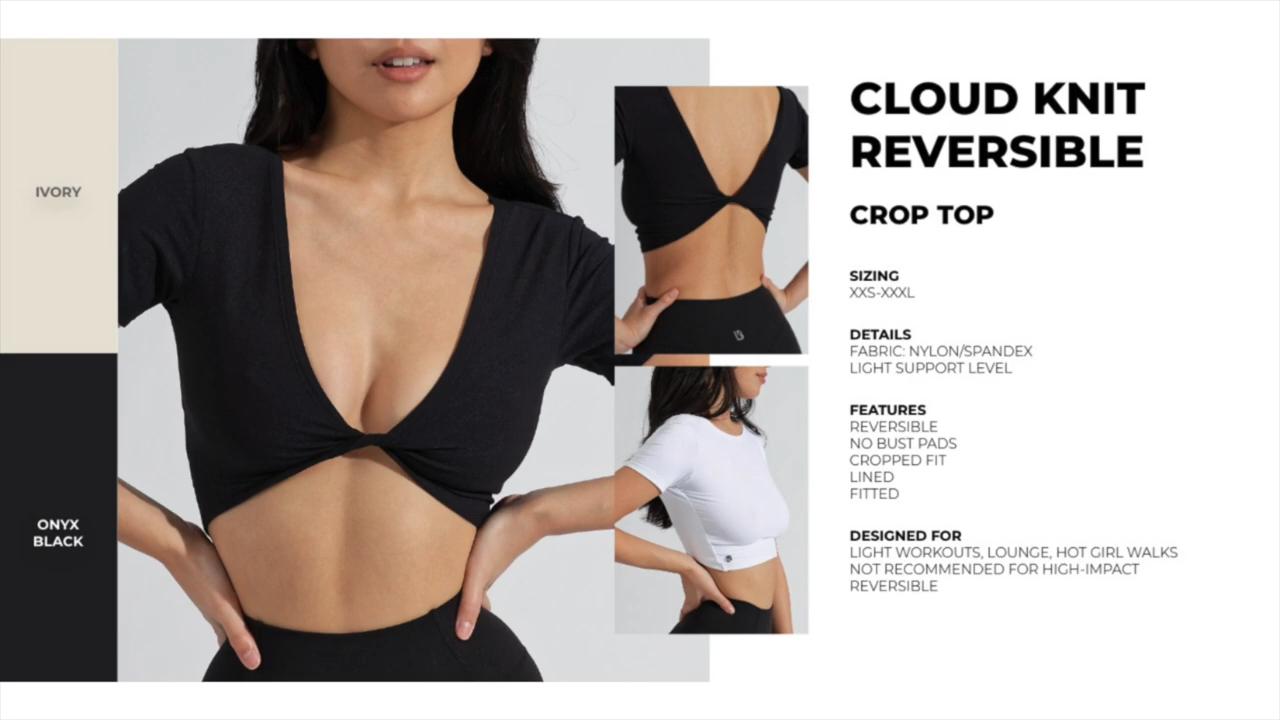 IVORY
ONYX
BLACK
CLOUD KNIT
REVERSIBLE
CROP TOP
SIZING
XXS-XXXL
DETAILS
FABRIC: NYLON/SPANDEX
LIGHT SUPPORT LEVEL
FEATURES
REVERSIBLE
NO BUST PADS
CROPPED FIT
LINED
FITTED
DESIGNED FOR
LIGHT WORKOUTS, LOUNGE, HOT GIRL WALKS
NOT RECOMMENDED FOR HIGH-IMPACT
REVERSIBLE